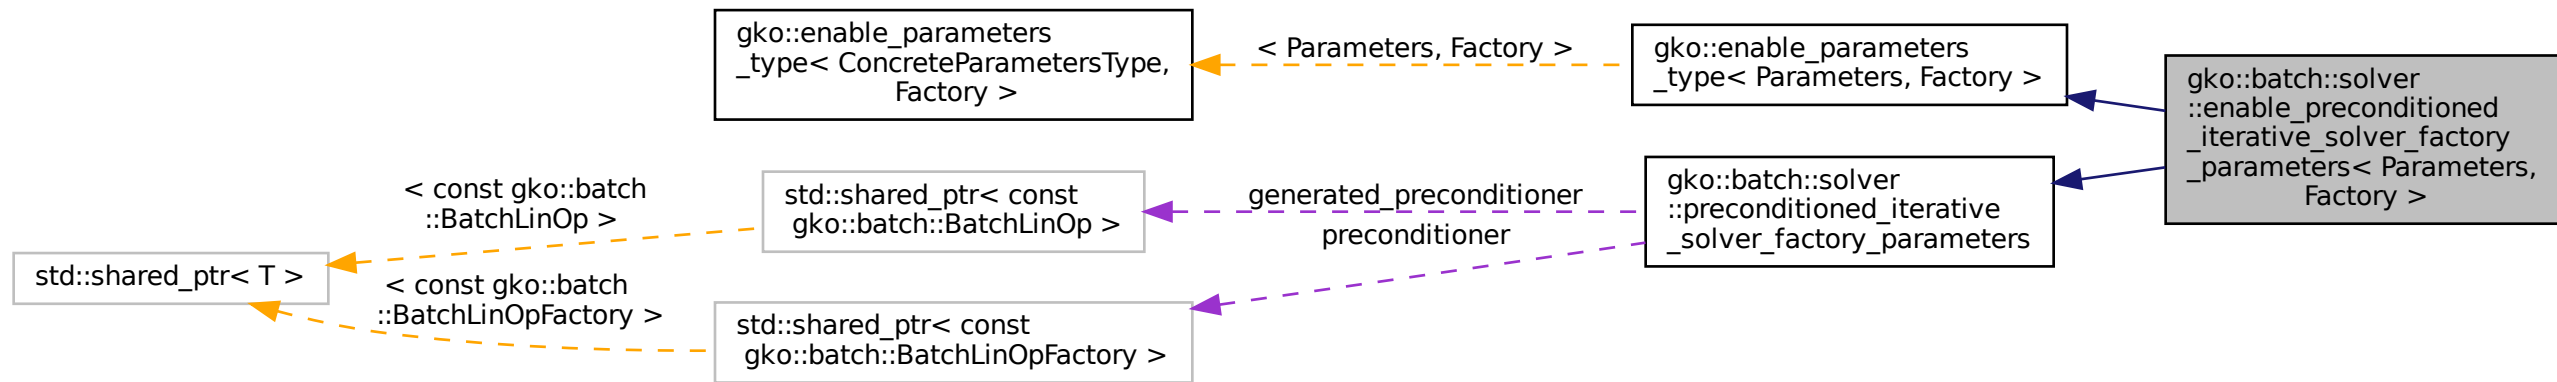 gko::enable_parameters
_type< ConcreteParametersType,
Factory >
< Parameters, Factory >
gko::enable_parameters
_type< Parameters, Factory >
gko::batch::solver
::enable_preconditioned
_iterative_solver_factory
_parameters< Parameters,
Factory >
< const gko::batch
::BatchLinOp >
std::shared_ptr< const
gko::batch::BatchLinOp >
generated_preconditioner
preconditioner
gko::batch::solver
::preconditioned_iterative
_solver_factory_parameters
std::shared_ptr< T >
< const gko::batch
::BatchLinOpFactory >
std::shared_ptr< const
gko::batch::BatchLinOpFactory >